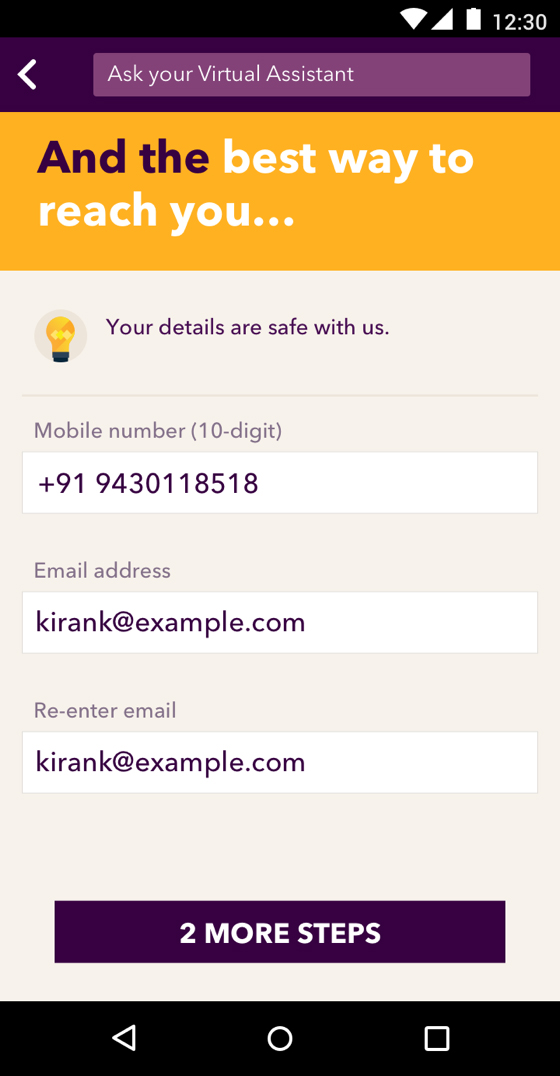 12:30
Ask your Virtual Assistant
And the best way to
reach you...
Your details are safe with us.
Mobile number (10-digit)
+91 9430118518
Email address
kirank@example.com
Re-enter email
kirank@example.com
2 MORE STEPS